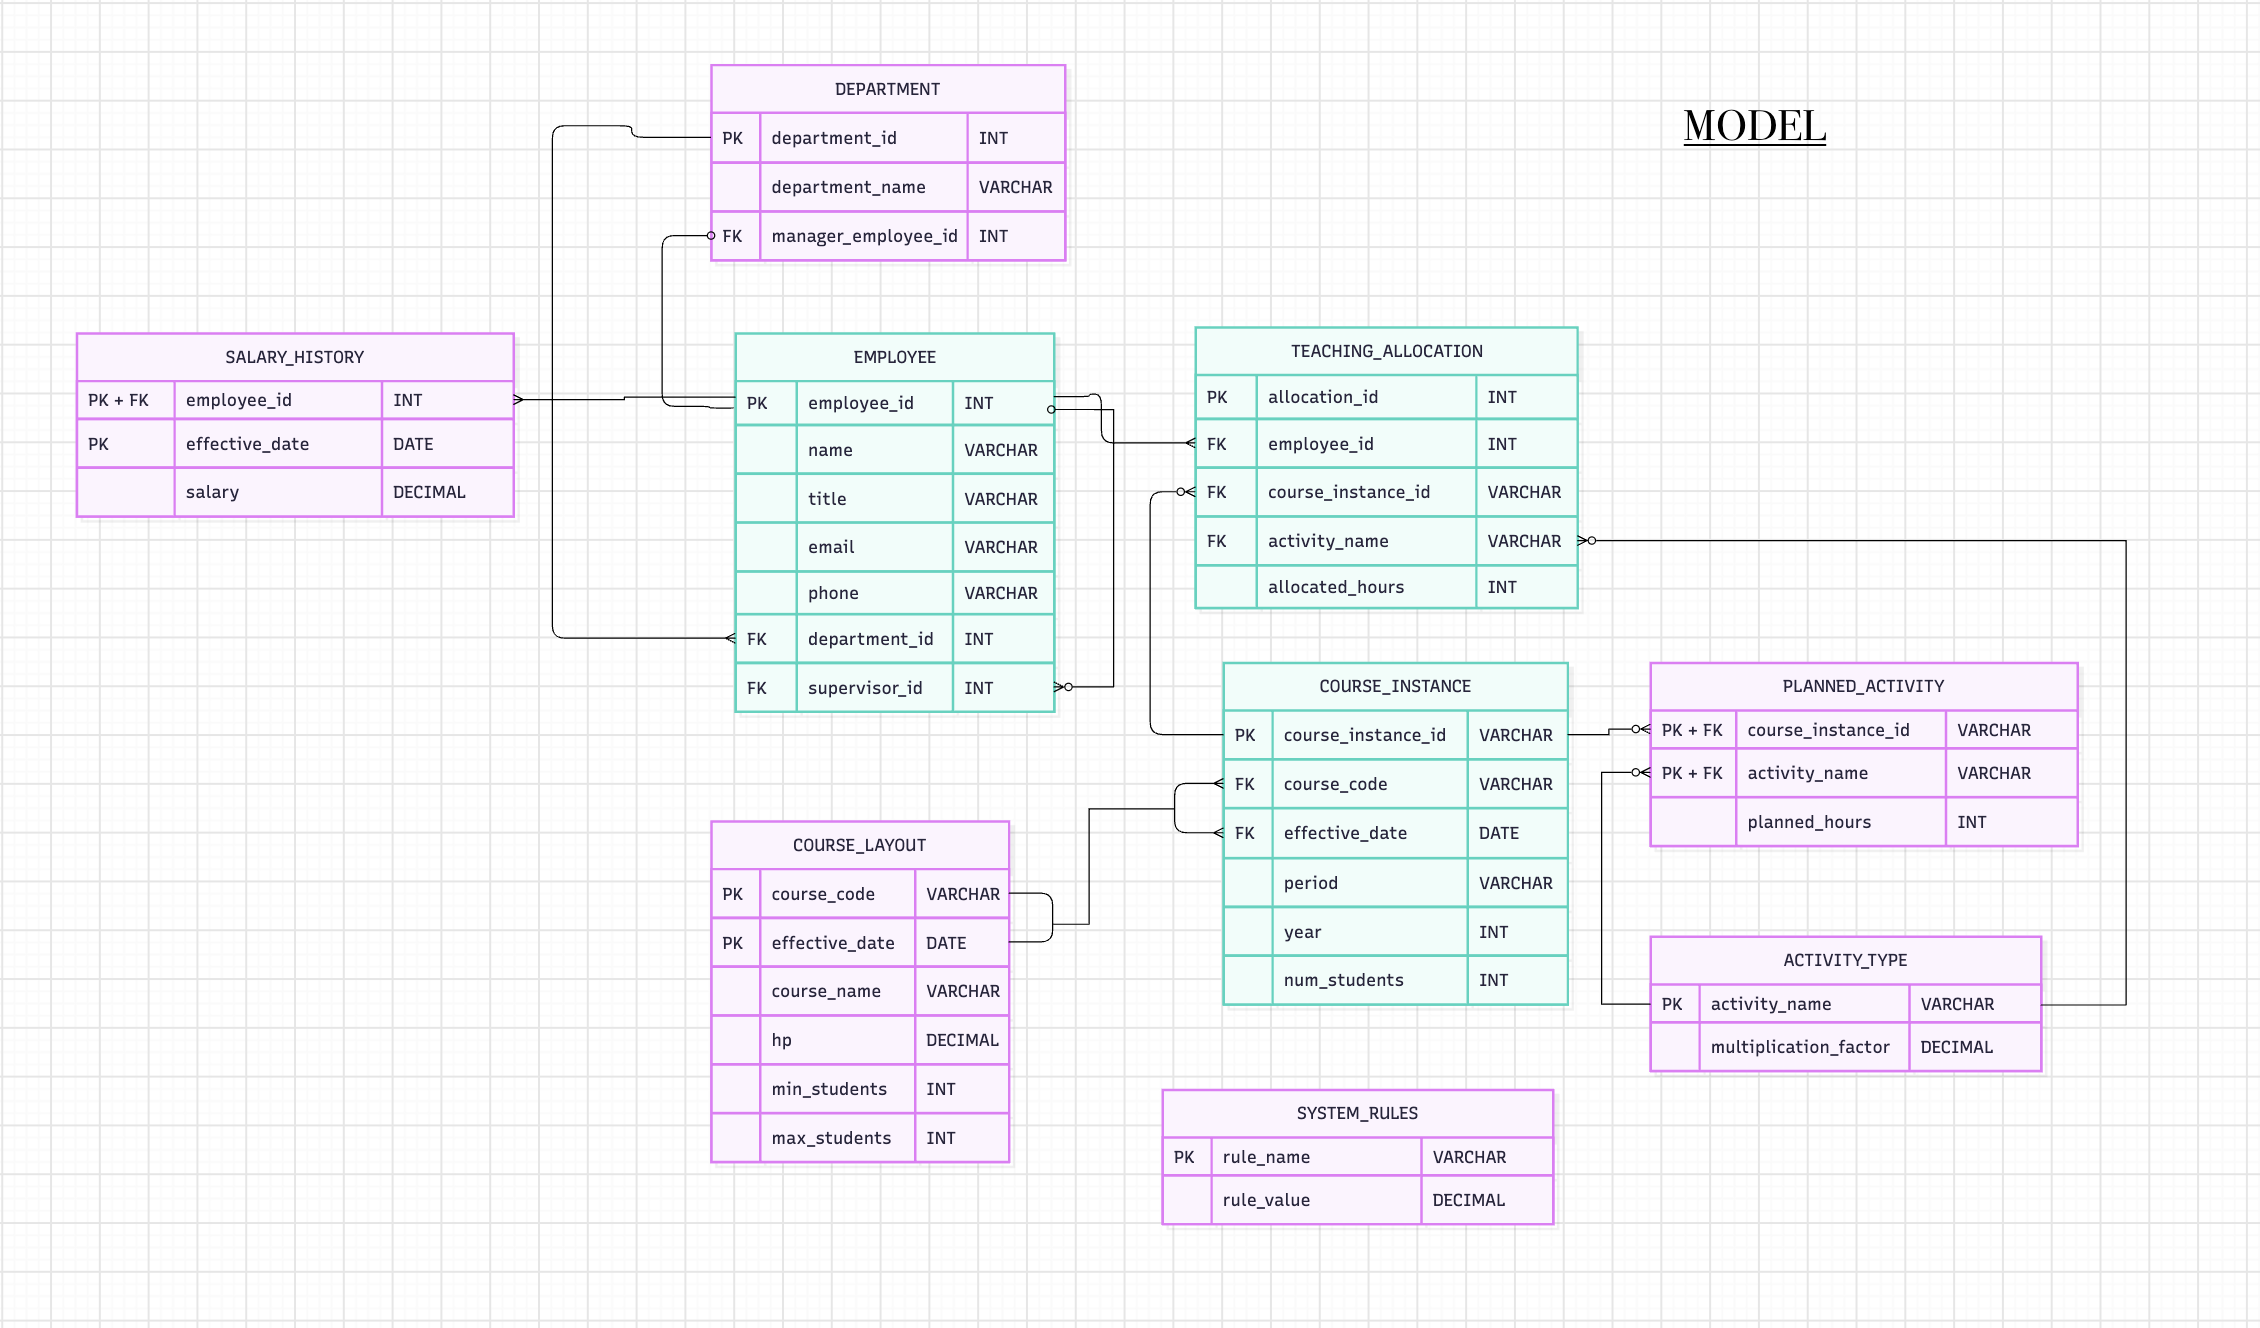 MODEL
DEPARTMENT
PK department_id INT
department_name VARCHAR
FK manager_employee_id INT
SALARY_HISTORY
PK + FK employee_id INT
PK effective_date DATE
salary DECIMAL
EMPLOYEE
PK employee_id INT
name VARCHAR
title VARCHAR
email VARCHAR
phone VARCHAR
FK department_id INT
FK supervisor_id INT
TEACHING_ALLOCATION
PK allocation_id INT
FK employee_id INT
FK course_instance_id VARCHAR
FK activity_name VARCHAR
allocated_hours INT
COURSE_INSTANCE
PK course_instance_id VARCHAR
FK course_code VARCHAR
FK effective_date DATE
period VARCHAR
year INT
num_students INT
PLANNED_ACTIVITY
PK + FK course_instance_id VARCHAR
PK + FK activity_name VARCHAR
planned_hours INT
COURSE_LAYOUT
PK course_code VARCHAR
PK effective_date DATE
course_name VARCHAR
hp DECIMAL
min_students INT
max_students INT
ACTIVITY_TYPE
PK activity_name VARCHAR
multiplication_factor DECIMAL
SYSTEM_RULES
PK rule_name VARCHAR
rule_value DECIMAL